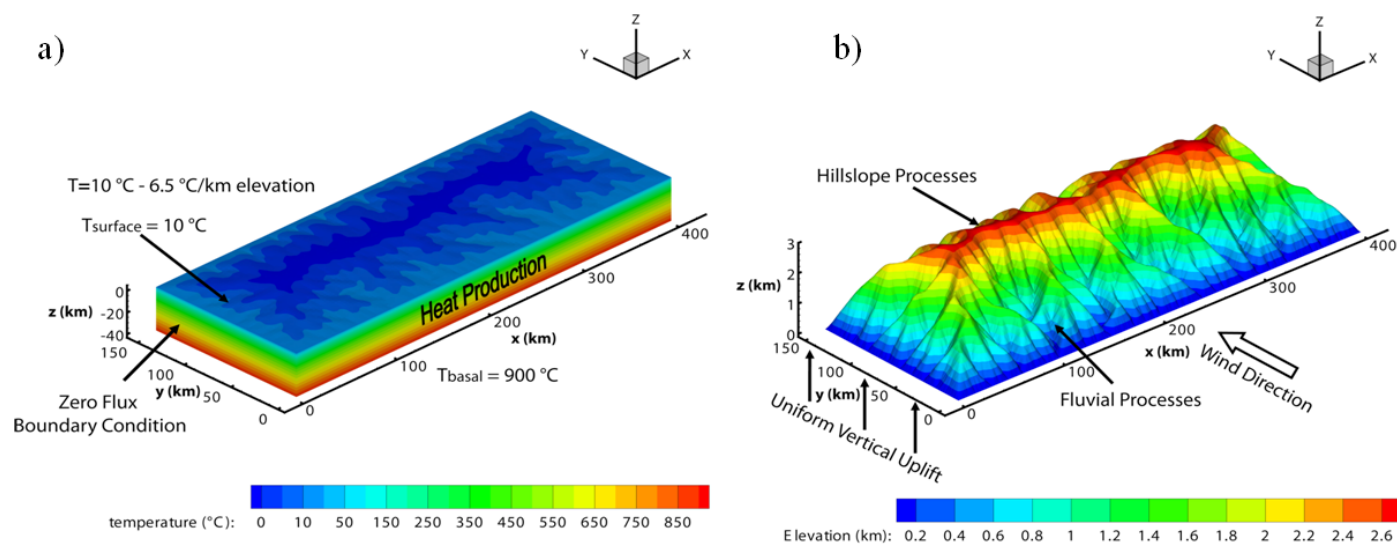 a)
Z
Y
X
T=10 °C - 6.5 °C/km elevation
Tsurface = 10 °C
Heat Production
400
300
200
x (km)
100
0
0
z (km)
-20
-40
150
100
y (km)
50
0
Tbasal = 900 °C
Zero Flux
Boundary Condition
temperature (°C):
0 10 50 150 250 350 450 550 650 750 850
b)
Z
Y
X
Hillslope Processes
3
2
z (km)
1
0
150
100
y (km)
50
0
400
300
200
x (km)
100
0
Wind Direction
Fluvial Processes
Uniform Vertical Uplift
Elevation (km):
0.2 0.4 0.6 0.8 1 1.2 1.4 1.6 1.8 2 2.2 2.4 2.6